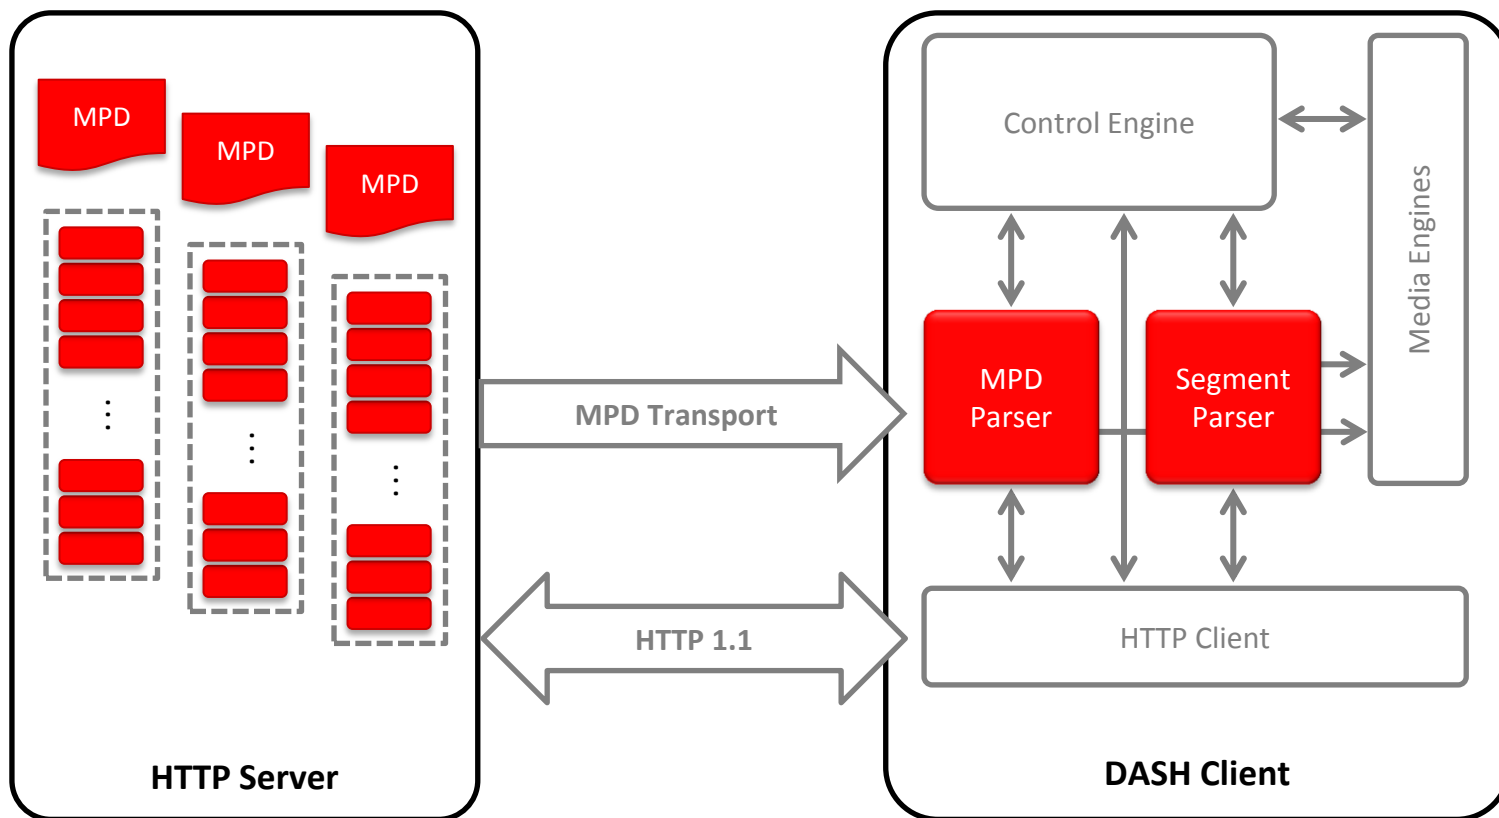 MPD
MPD
MPD
...
...
...
HTTP Server
MPD Transport
HTTP 1.1
Control Engine
Media Engines
MPD
Parser
Segment
Parser
HTTP Client
DASH Client